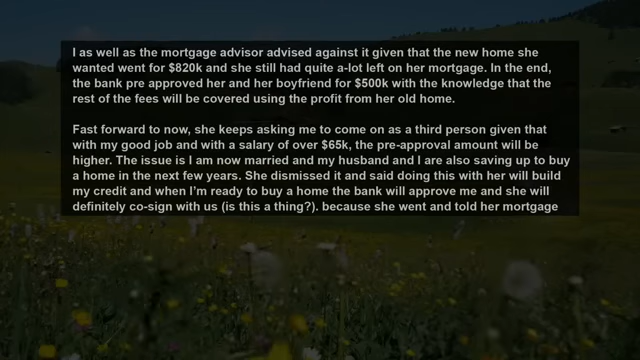 I as well as the mortgage advisor advised against it given that the new home she
wanted went for $820k and she still had quite a-lot left on her mortgage. In the end,
the bank pre approved her and her boyfriend for $500k with the knowledge that the
rest of the fees will be covered using the profit from her old home.
Fast forward to now, she keeps asking me to come on as a third person given that
with my good job and with a salary of over $65k, the pre-approval amount will be
higher. The issue is I am now married and my husband and I are also saving up to buy
a home in the next few years. She dismissed it and said doing this with her will build
my credit and when I'm ready to buy a home the bank will approve me and she will
definitely co-sign with us (is this a thing?). because she went and told her mortgage